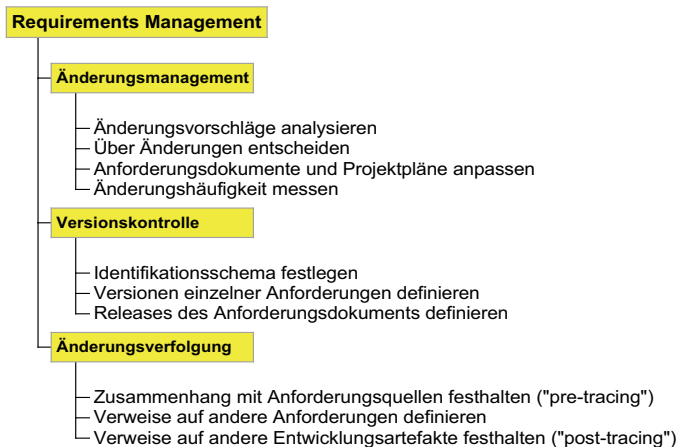 Requirements Management
Änderungsmanagement
Änderungsvorschläge analysieren
Über Änderungen entscheiden
Anforderungsdokumente und Projektpläne anpassen
Änderungshäufigkeit messen
Versionskontrolle
Identifikationsschema festlegen
Versionen einzelner Anforderungen definieren
Releases des Anforderungsdokuments definieren
Änderungsverfolgung
Zusammenhang mit Anforderungsquellen festhalten ("pre-tracing")
Verweise auf andere Anforderungen definieren
Verweise auf andere Entwicklungsartefakte festhalten ("post-tracing")